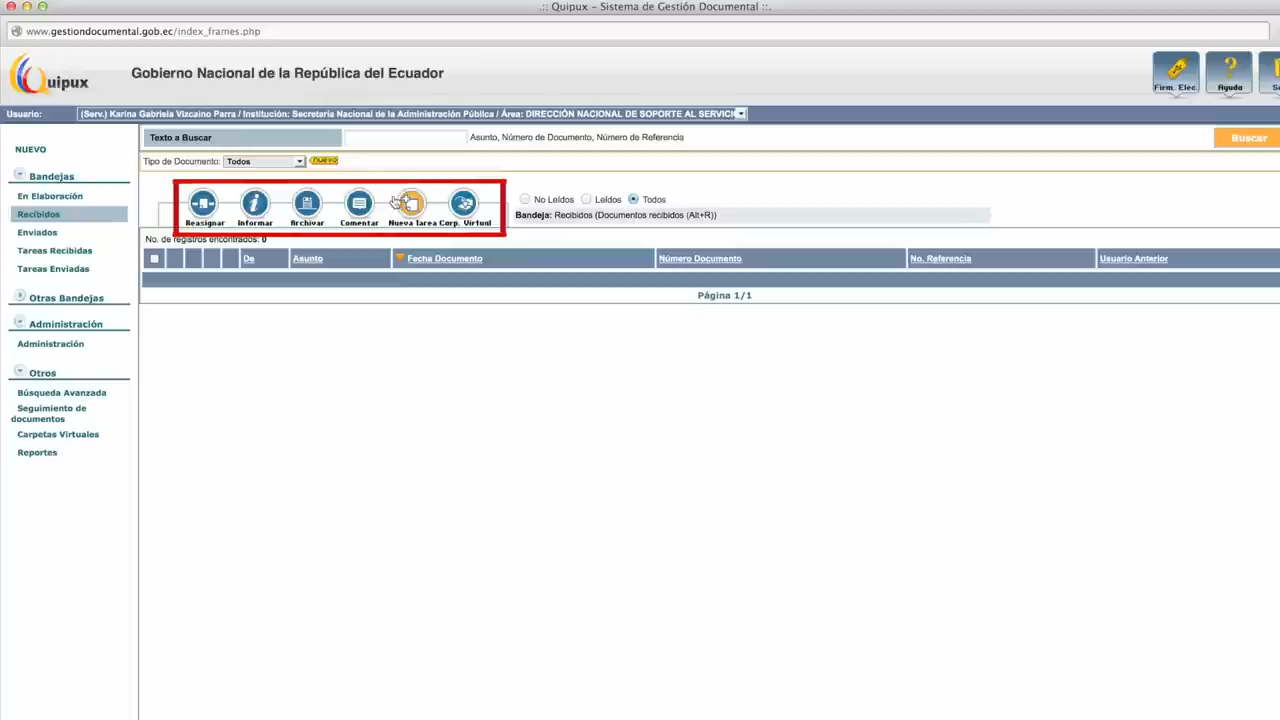 .:: Quipux - Sistema de Gestión Documental ::.
www.gestiondocumental.gob.ec/index_frames.php
Quipux
Gobierno Nacional de la República del Ecuador
Firm. Elec. Ayuda
Usuario: (Serv.) Karina Gabriela Vizcaino Parra / Institución: Secretaría Nacional de la Administración Pública / Área: DIRECCIÓN NACIONAL DE SOPORTE AL SERVICI
Texto a Buscar Asunto, Número de Documento, Número de Referencia Buscar
NUEVO
Tipo de Documento: Todos nuevo
Bandejas
En Elaboración
Recibidos
Enviados
Tareas Recibidas
Tareas Enviadas
Otras Bandejas
Administración
Administración
Otros
Búsqueda Avanzada
Seguimiento de
documentos
Carpetas Virtuales
Reportes
No Leídos Leídos Todos
Reasignar Informar Archivar Comentar Nueva Tarea Carp. Virtual
Bandeja: Recibidos (Documentos recibidos (Alt+R))
No. de registros encontrados: 0
De Asunto Fecha Documento Número Documento No. Referencia Usuario Anterior
Página 1/1